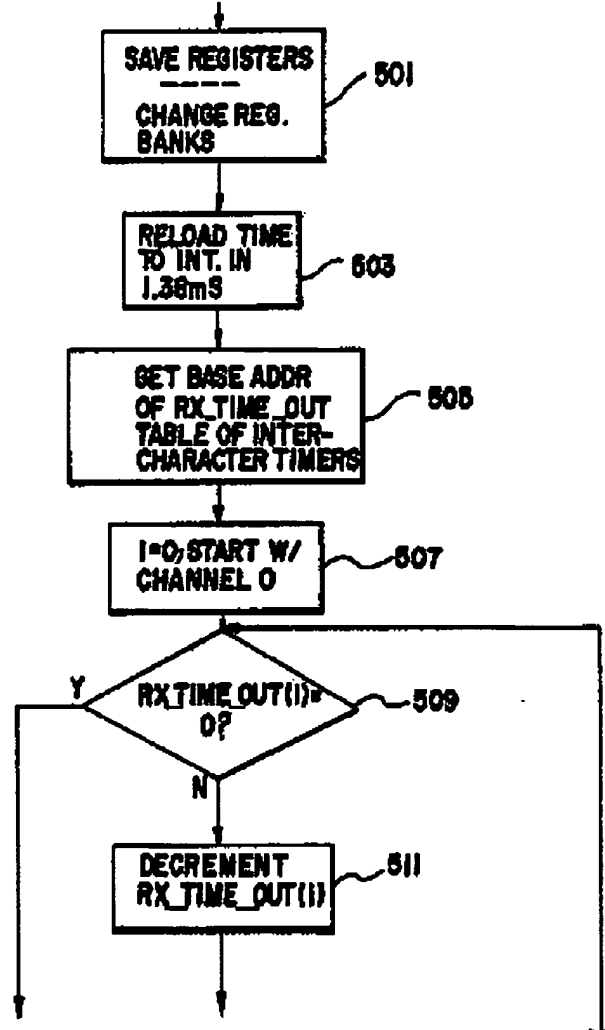 SAVE REGISTERS
----
CHANGE REG.
BANKS
501
RELOAD TIME
TO INT. IN
1.38mS
503
GET BASE ADDR
OF RX_TIME_OUT
TABLE OF INTER-
CHARACTER TIMERS
505
I=0; START W/
CHANNEL 0
507
Y
RX_TIME_OUT(I)=
0?
509
N
DECREMENT
RX_TIME_OUT(I)
511